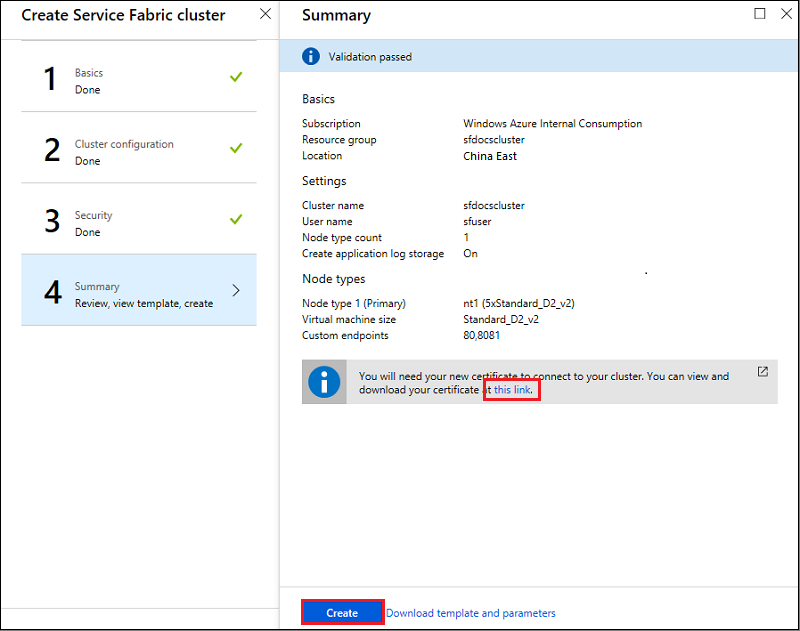 Create Service Fabric cluster
1
Basics
Done
2
Cluster configuration
Done
3
Security
Done
4
Summary
Review, view template, create
Summary
Validation passed
Basics
Subscription Windows Azure Internal Consumption
Resource group sfdocscluster
Location China East
Settings
Cluster name sfdocscluster
User name sfuser
Node type count 1
Create application log storage On
Node types
Node type 1 (Primary) nt1 (5xStandard_D2_v2)
Virtual machine size Standard_D2_v2
Custom endpoints 80,8081
You will need your new certificate to connect to your cluster. You can view and
download your certificate at this link.
Create Download template and parameters